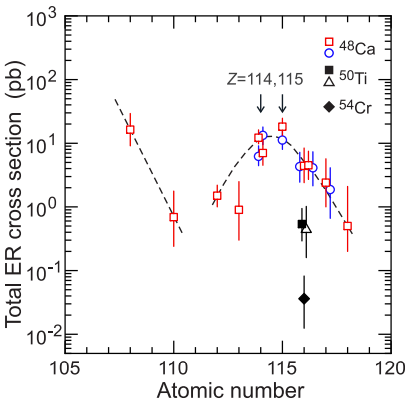 10³
10²
10¹
10⁰
10⁻¹
10⁻²
Total ER cross section (pb)
Z=114,115
⁴⁸Ca
⁵⁰Ti
⁵⁴Cr
105 110 115 120
Atomic number